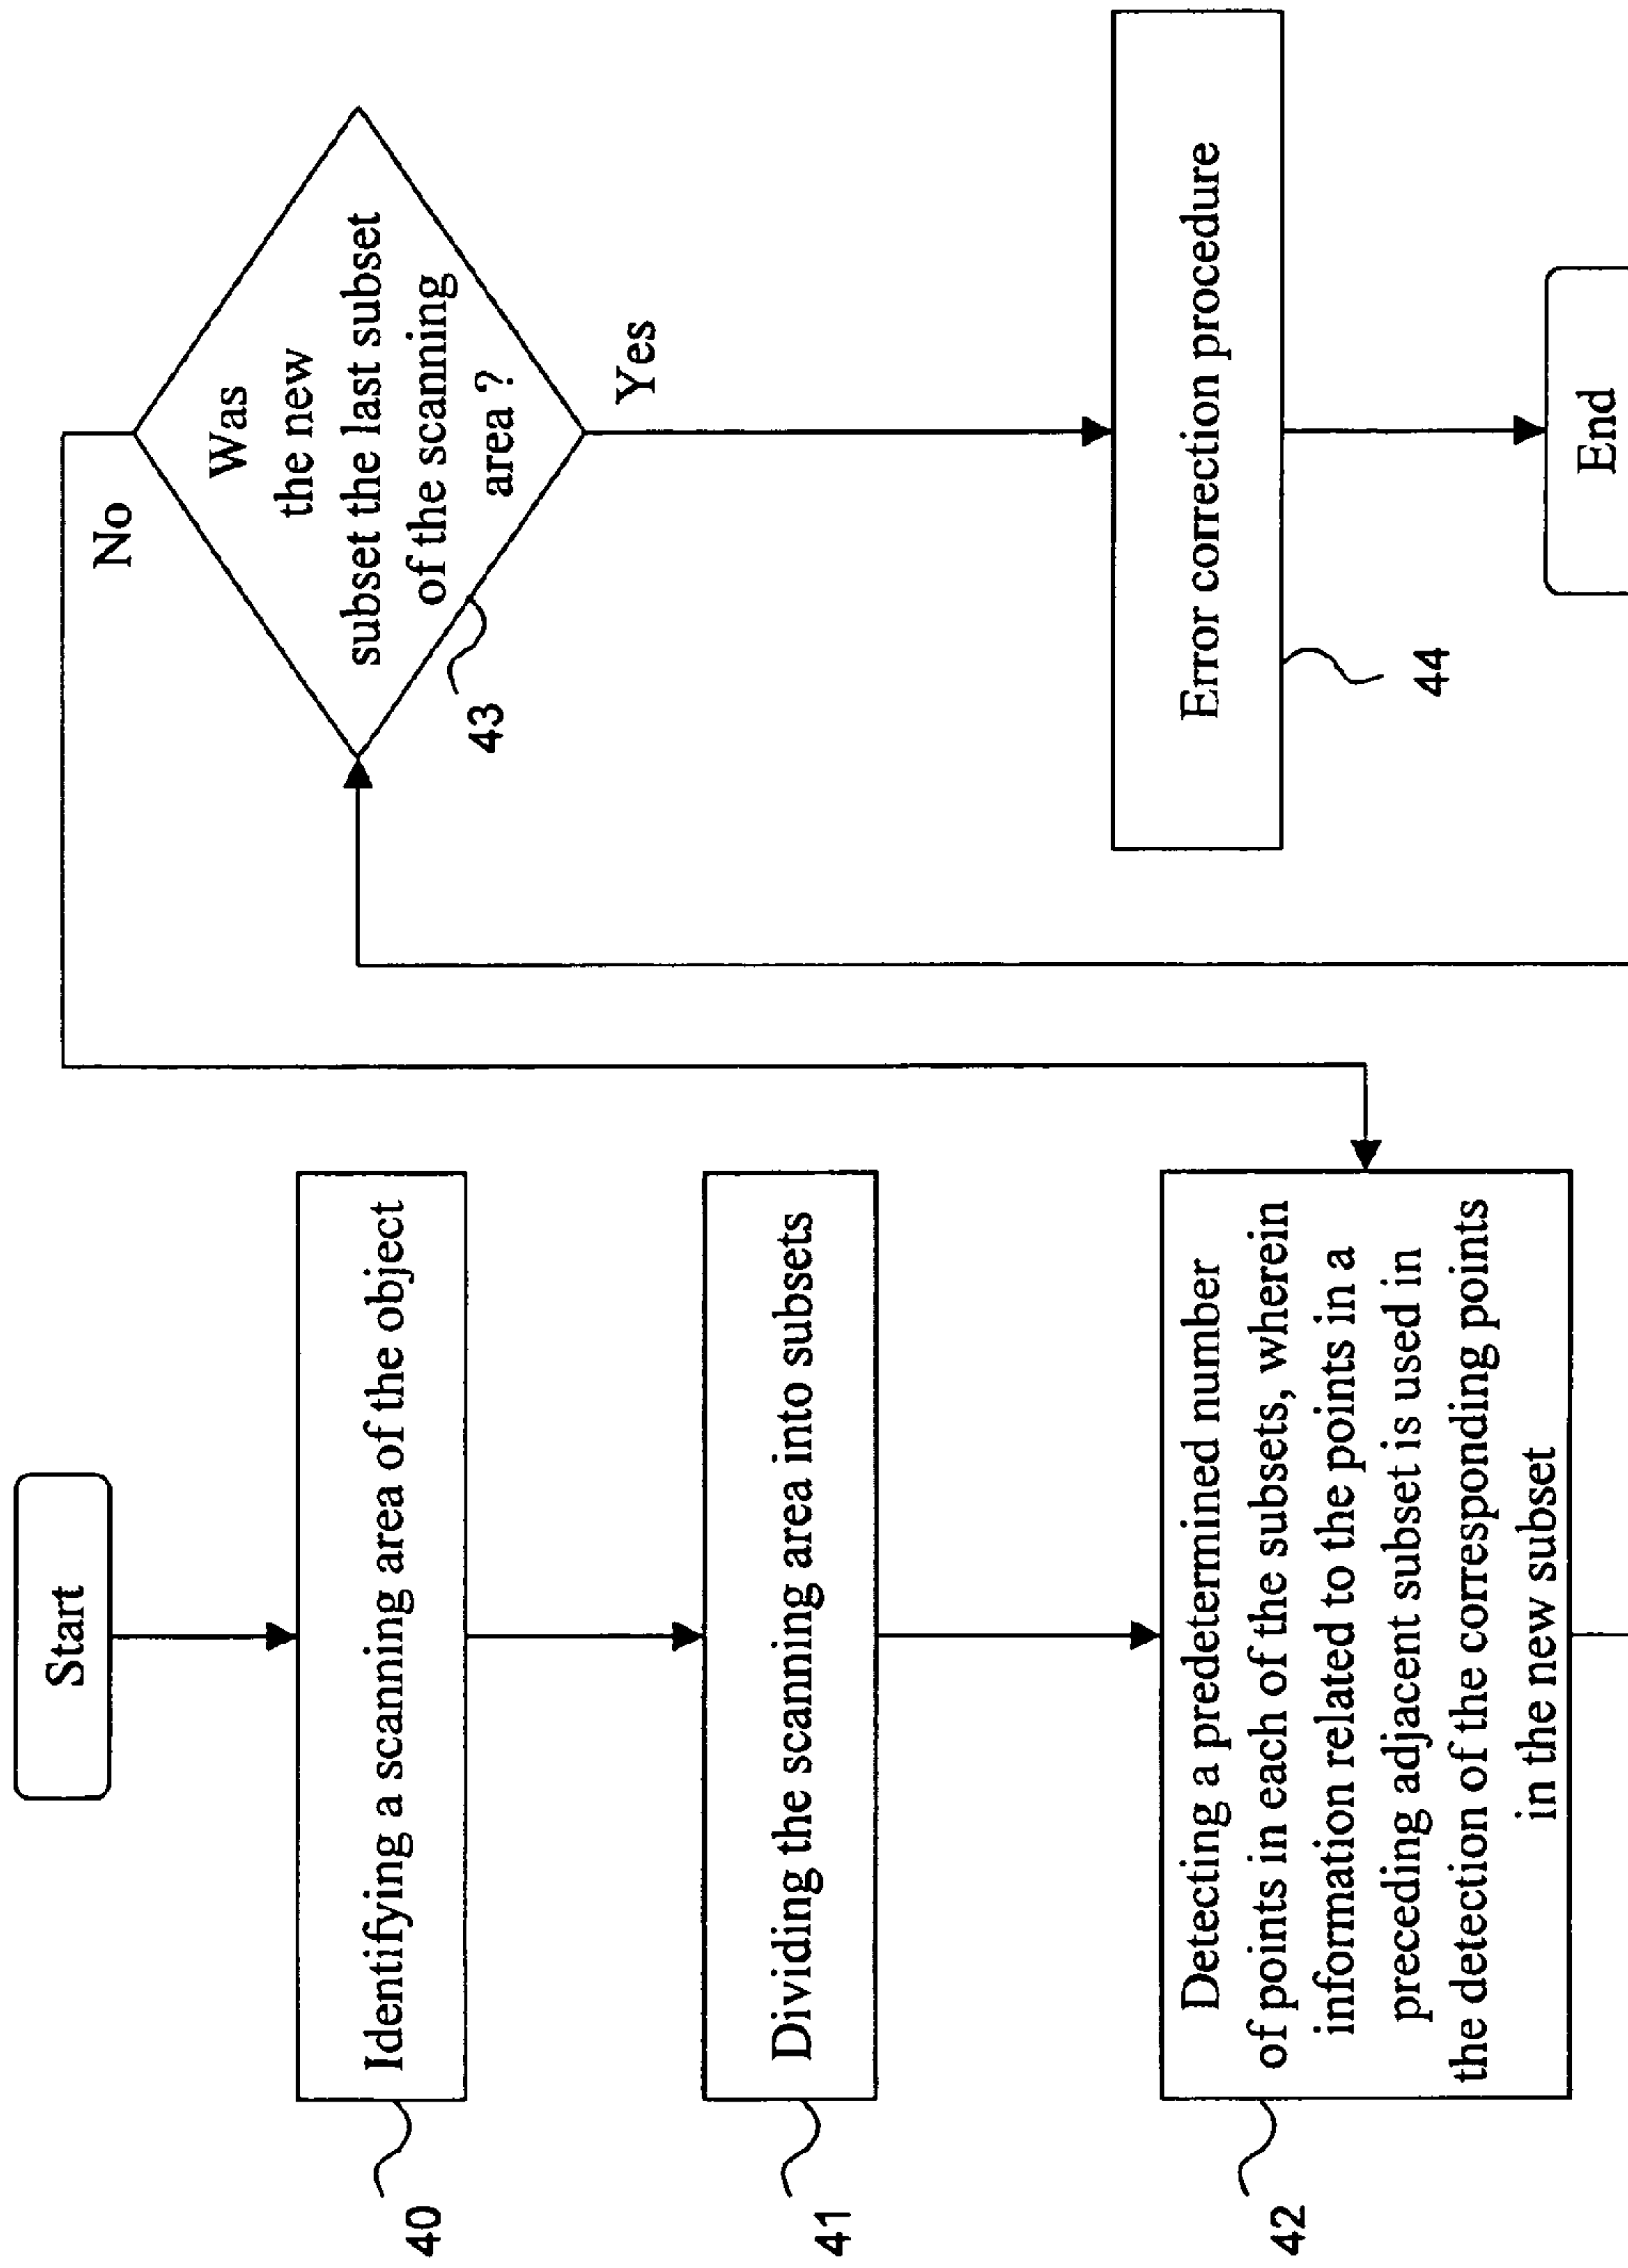 Start
Identifying a scanning area of the object
40
Dividing the scanning area into subsets
41
Detecting a predetermined number
of points in each of the subsets, wherein
information related to the points in a
preceding adjacent subset is used in
the detection of the corresponding points
in the new subset
42
No
Was
the new
subset the last subset
of the scanning
area ?
43
Yes
Error correction procedure
44
End